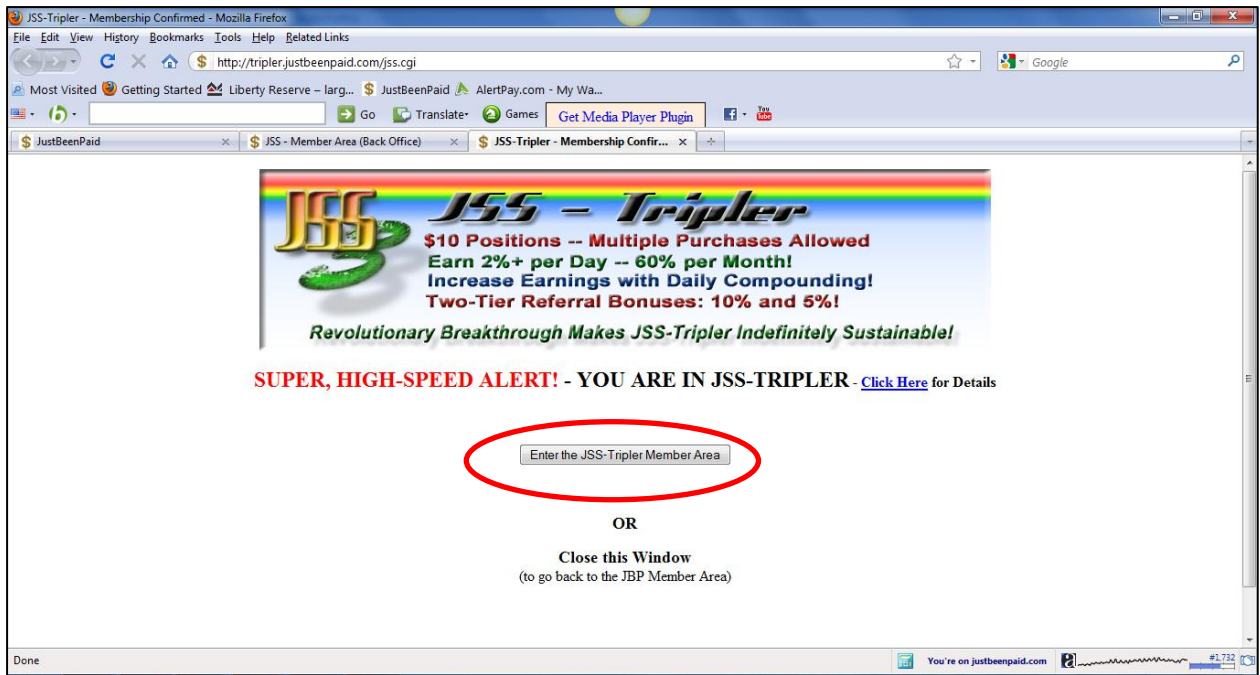 JSS-Tripler - Membership Confirmed - Mozilla Firefox
File Edit View History Bookmarks Tools Help Related Links
http://tripler.justbeenpaid.com/jss.cgi
Google
Most Visited Getting Started Liberty Reserve – larg... JustBeenPaid AlertPay.com - My Wa...
Go Translate Games Get Media Player Plugin You Tube
JustBeenPaid JSS - Member Area (Back Office) JSS-Tripler - Membership Confir...
JSS JSS - Tripler
$10 Positions -- Multiple Purchases Allowed
Earn 2%+ per Day -- 60% per Month!
Increase Earnings with Daily Compounding!
Two-Tier Referral Bonuses: 10% and 5%!
Revolutionary Breakthrough Makes JSS-Tripler Indefinitely Sustainable!
SUPER, HIGH-SPEED ALERT! - YOU ARE IN JSS-TRIPLER - Click Here for Details
Enter the JSS-Tripler Member Area
OR
Close this Window
(to go back to the JBP Member Area)
Done You're on justbeenpaid.com #1,732